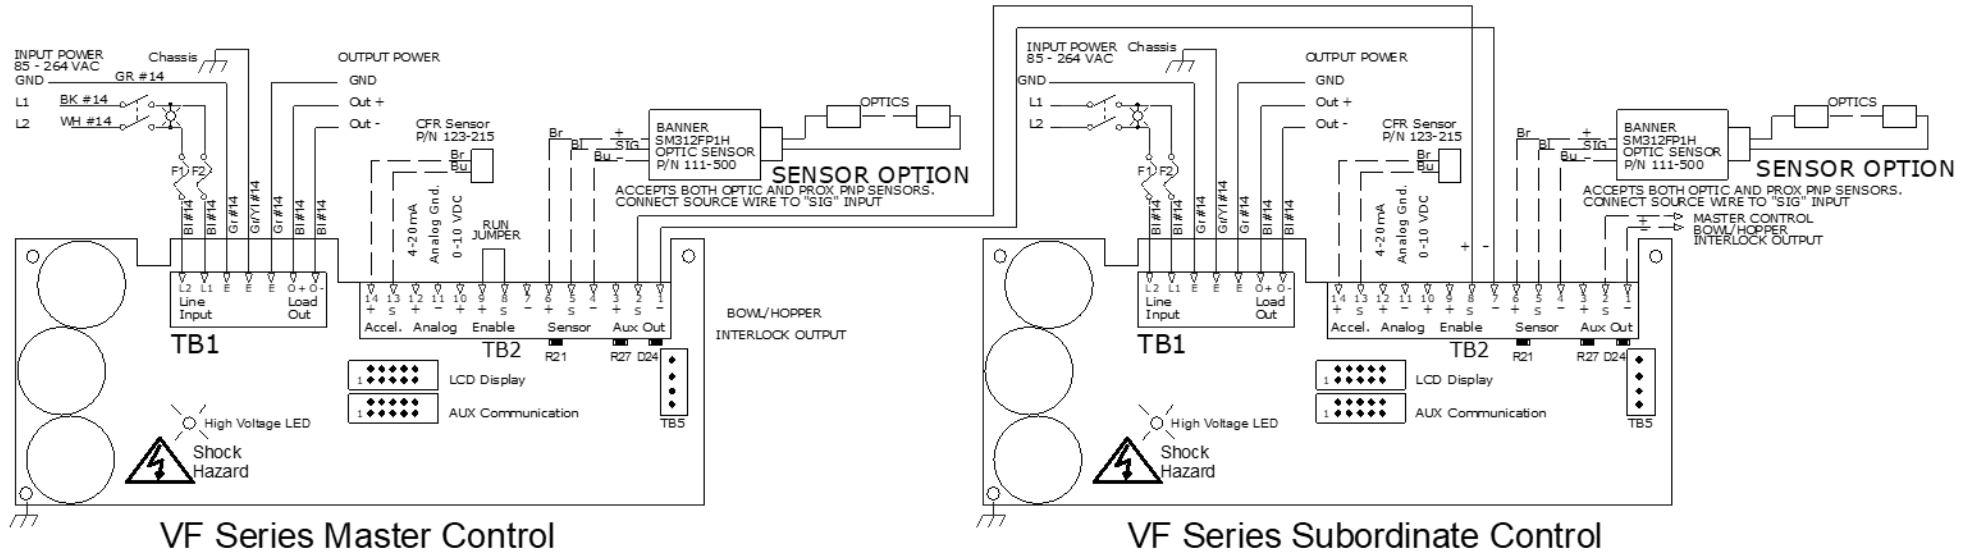 INPUT POWER
85 - 264 VAC
Chassis
GND
GR #14
L1
BK #14
L2
WH #14
OUTPUT POWER
GND
Out +
Out -
F1
F2
Bl #14
Bl #14
Gr #14
Gr/Yl #14
Gr #14
Bl #14
Bl #14
CFR Sensor
P/N 123-215
Br
Bu
4-20mA
Analog Gnd.
0-10 VDC
RUN
JUMPER
Br
Bl
Bu
+
SIG
-
BANNER
SM312FP1H
OPTIC SENSOR
P/N 111-500
OPTICS
SENSOR OPTION
ACCEPTS BOTH OPTIC AND PROX PNP SENSORS.
CONNECT SOURCE WIRE TO "SIG" INPUT
L2 L1 E E E O+ O-
Line
Input
Load
Out
TB1
14 13 12 11 10 9 8 7 6 5 4 3 2 1
+ S + - + + S - + S - + S -
Accel. Analog Enable Sensor Aux Out
TB2
R21
R27 D24
BOWL/HOPPER
INTERLOCK OUTPUT
1
LCD Display
1
AUX Communication
TB5
High Voltage LED
Shock
Hazard
VF Series Master Control
INPUT POWER
85 - 264 VAC
Chassis
GND
L1
L2
OUTPUT POWER
GND
Out +
Out -
F1
F2
Bl #14
Bl #14
Gr #14
Gr/Yl #14
Gr #14
Bl #14
Bl #14
CFR Sensor
P/N 123-215
Br
Bu
4-20mA
Analog Gnd.
0-10 VDC
+ -
Br
Bl
Bu
+
SIG
-
BANNER
SM312FP1H
OPTIC SENSOR
P/N 111-500
OPTICS
SENSOR OPTION
ACCEPTS BOTH OPTIC AND PROX PNP SENSORS.
CONNECT SOURCE WIRE TO "SIG" INPUT
+
-
MASTER CONTROL
BOWL/HOPPER
INTERLOCK OUTPUT
L2 L1 E E E O+ O-
Line
Input
Load
Out
TB1
14 13 12 11 10 9 8 7 6 5 4 3 2 1
+ S + - + + S - + S - + S -
Accel. Analog Enable Sensor Aux Out
TB2
R21
R27 D24
1
LCD Display
1
AUX Communication
TB5
High Voltage LED
Shock
Hazard
VF Series Subordinate Control